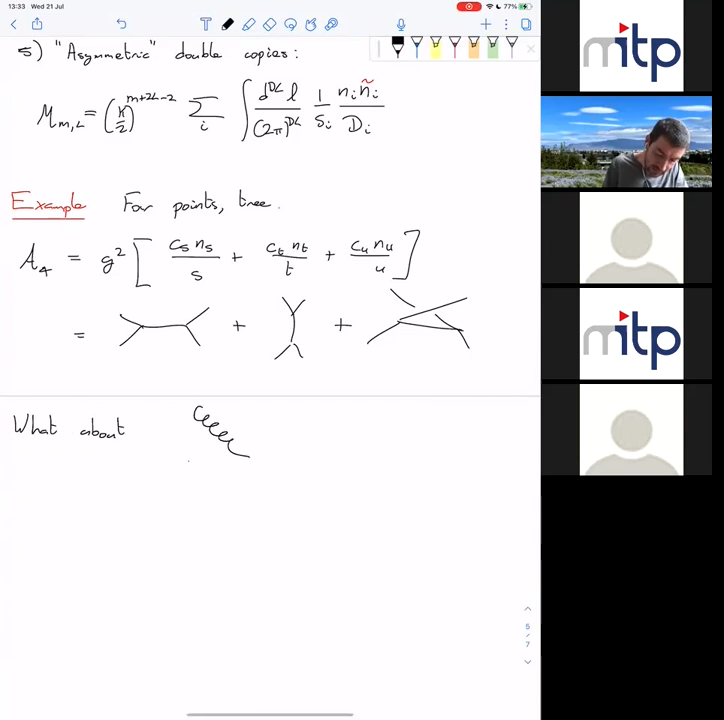 13:33 Wed 21 Jul
77%
5) "Asymmetric" double copies:
M_{m,L} = (κ/2)^{m+2L-2} Σ_i ∫ d^{DL} l / (2π)^{DL} 1/S_i n_i ñ_i / D_i
Example For points, tree.
A_4 = g^2 [ c_s n_s / s + c_t n_t / t + c_u n_u / u ]
= + +
What about
5
7
mitp
mitp